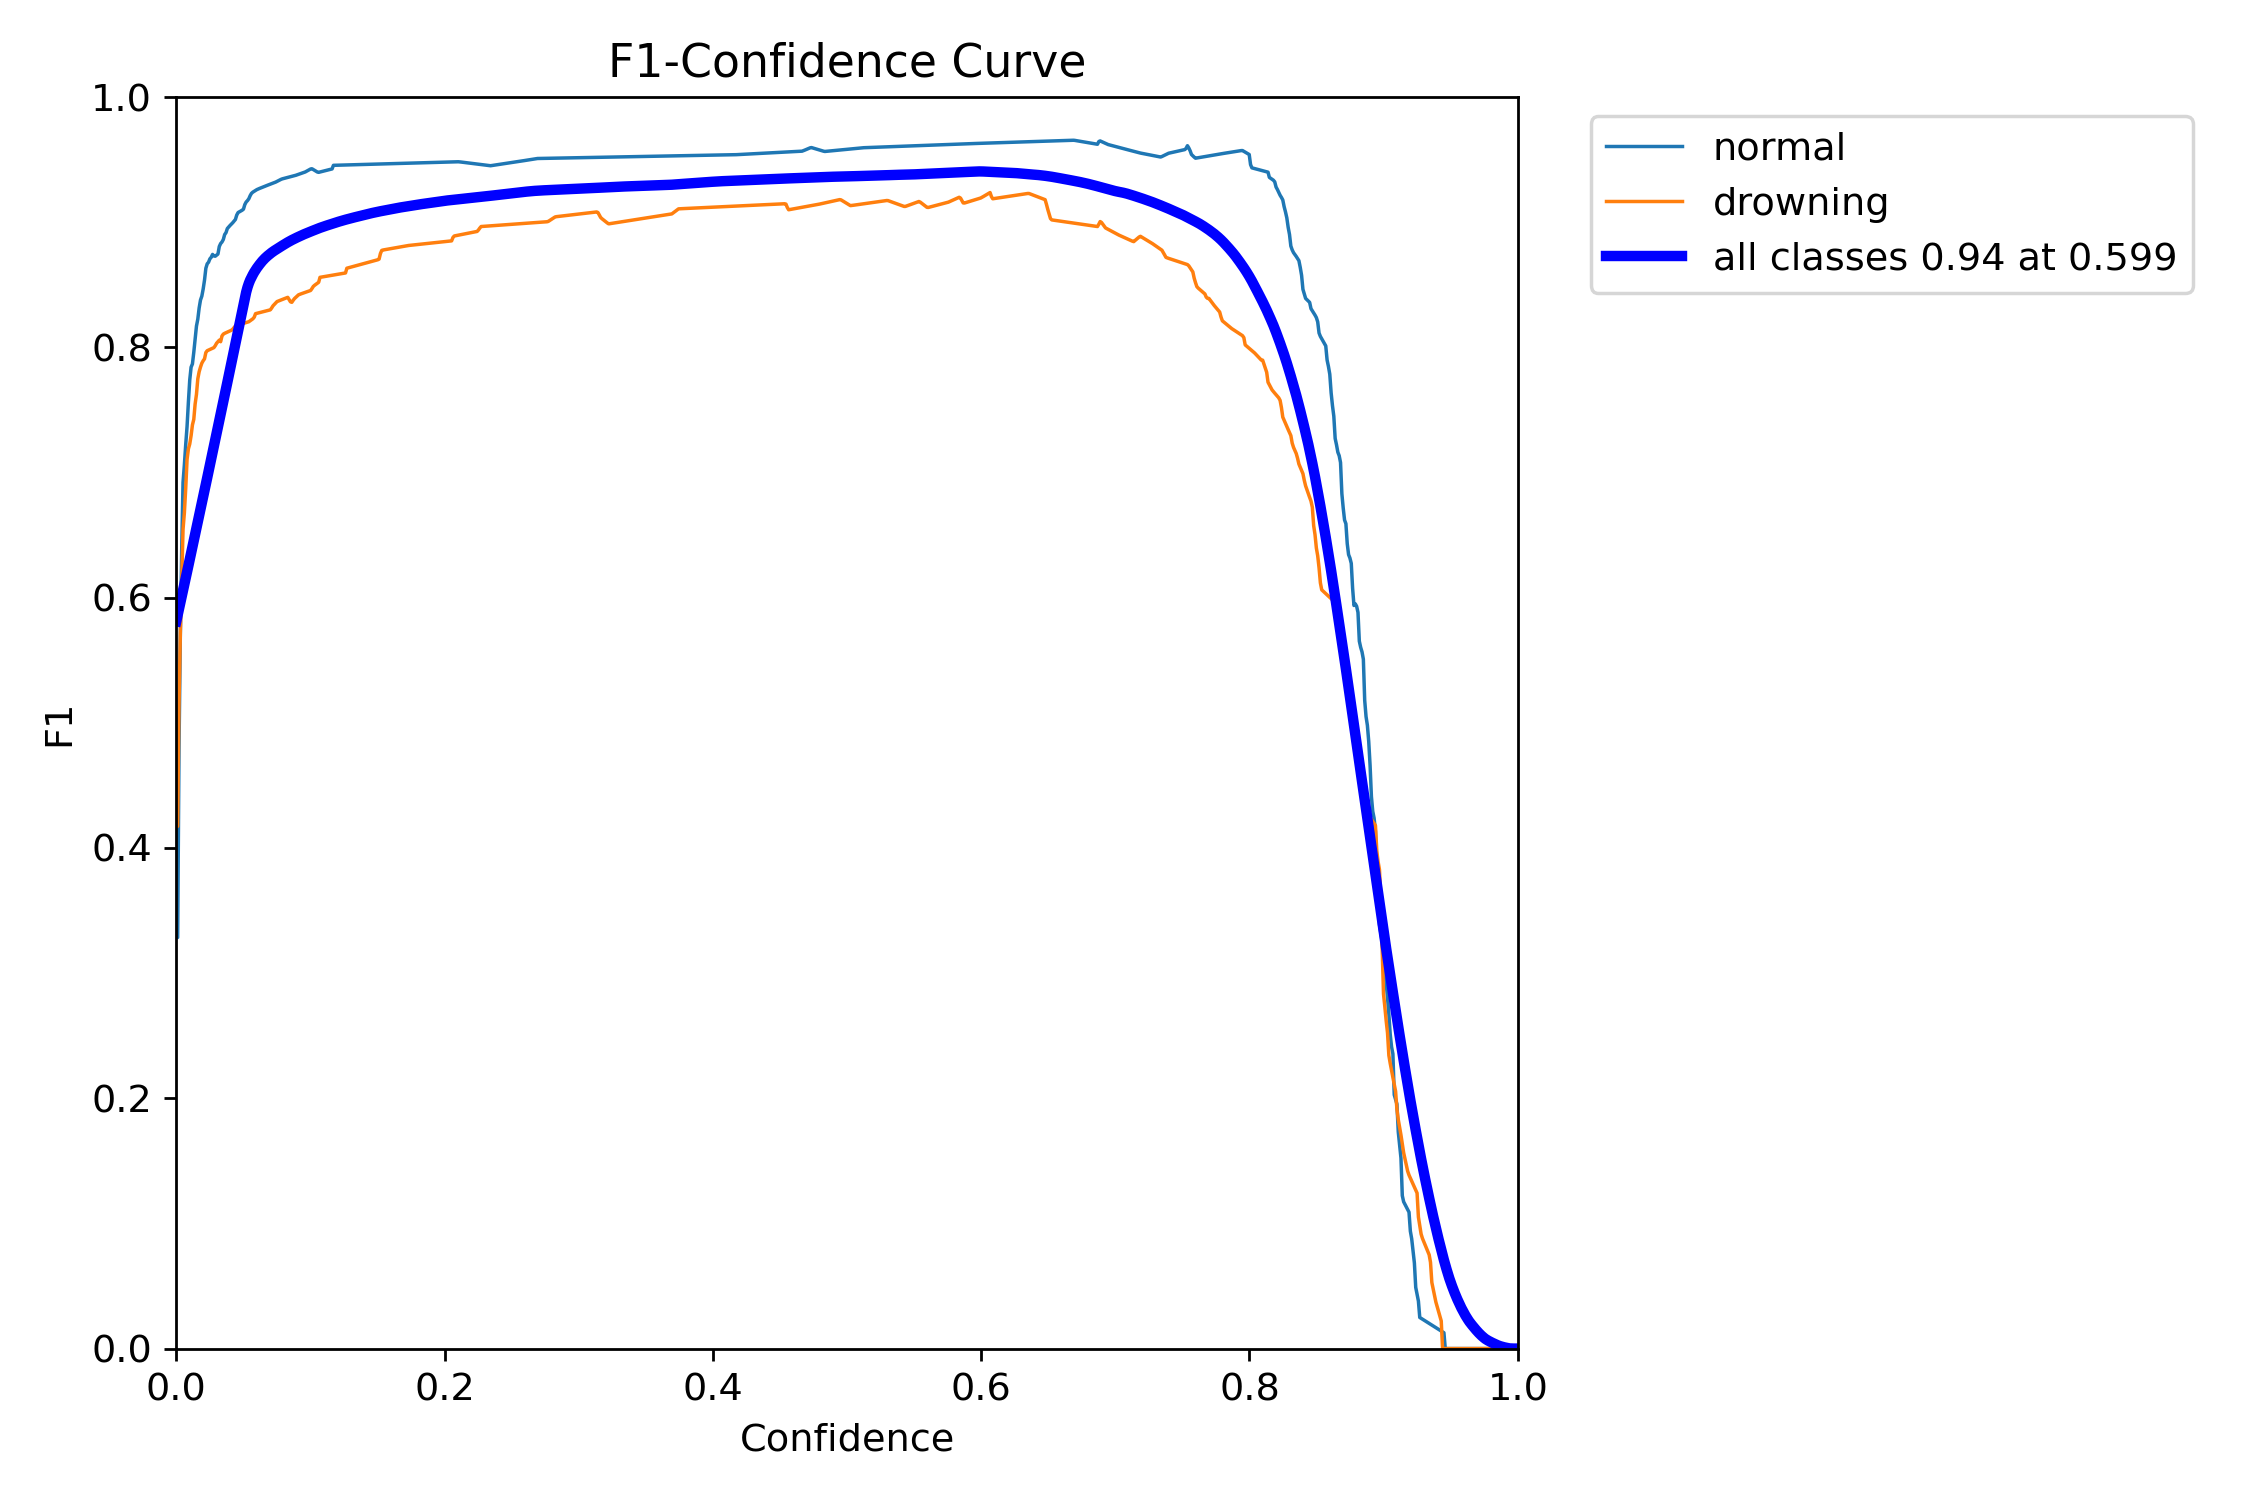 F1-Confidence Curve
normal
drowning
all classes 0.94 at 0.599
F1
1.0
0.8
0.6
0.4
0.2
0.0
0.0 0.2 0.4 0.6 0.8 1.0
Confidence